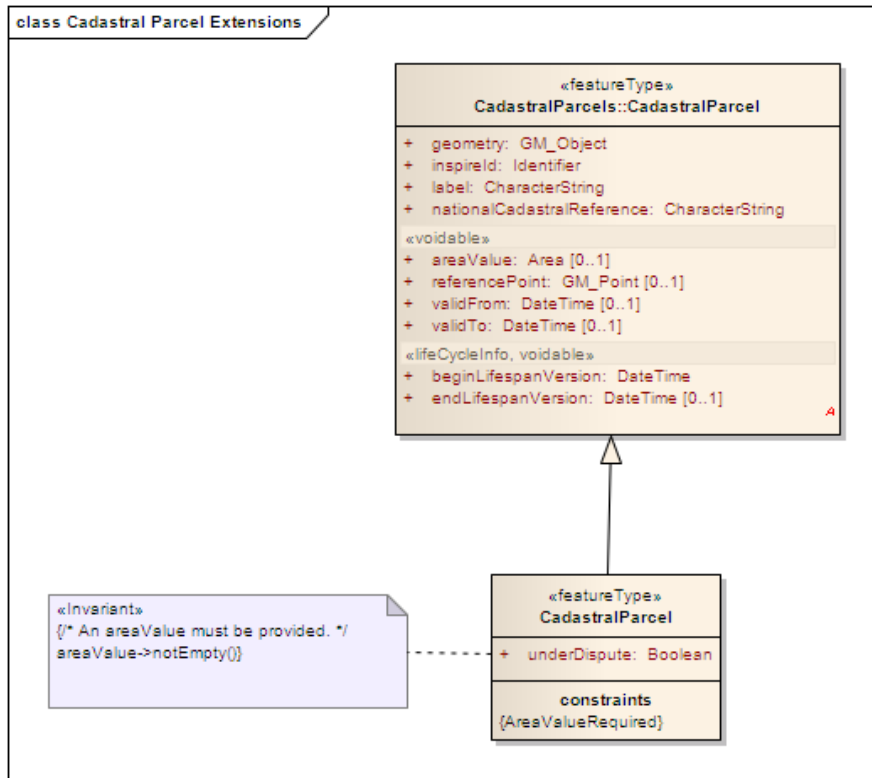 class Cadastral Parcel Extensions
«featureType»
CadastralParcels::CadastralParcel
+ geometry: GM_Object
+ inspireId: Identifier
+ label: CharacterString
+ nationalCadastralReference: CharacterString
«voidable»
+ areaValue: Area [0..1]
+ referencePoint: GM_Point [0..1]
+ validFrom: DateTime [0..1]
+ validTo: DateTime [0..1]
«lifeCycleInfo, voidable»
+ beginLifespanVersion: DateTime
+ endLifespanVersion: DateTime [0..1]
A
«Invariant»
{/* An areaValue must be provided. */
areaValue->notEmpty()}
«featureType»
CadastralParcel
+ underDispute: Boolean
constraints
{AreaValueRequired}